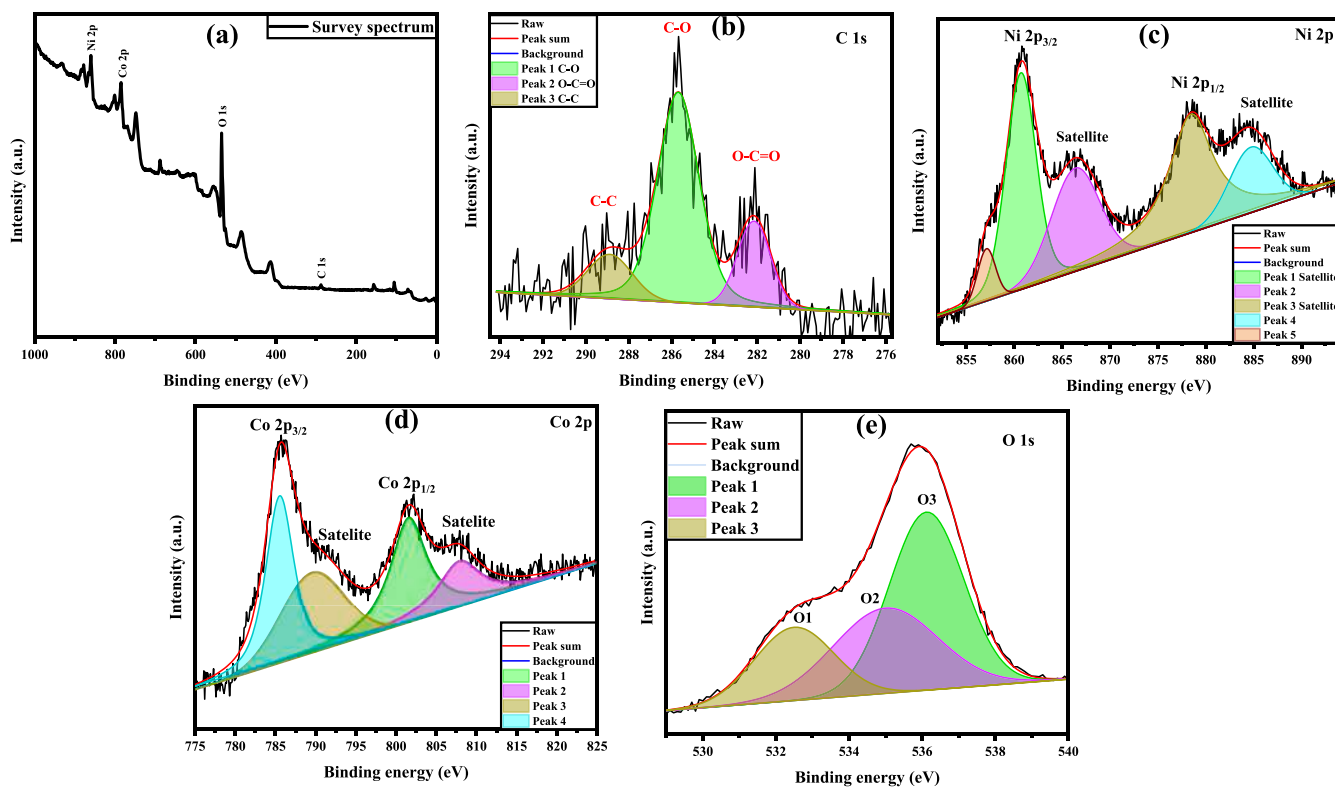 (a)
Survey spectrum
Ni 2p
Co 2p
O 1s
C 1s
Intensity (a.u.)
1000 800 600 400 200 0
Binding energy (eV)
(b)
C 1s
Raw
Peak sum
Background
Peak 1 C-O
Peak 2 O-C=O
Peak 3 C-C
C-O
O-C=O
C-C
Intensity (a.u.)
294 292 290 288 286 284 282 280 278 276
Binding energy (eV)
(c)
Ni 2p
Ni 2p3/2
Satellite
Ni 2p1/2
Satellite
Raw
Peak sum
Background
Peak 1 Satellite
Peak 2
Peak 3 Satellite
Peak 4
Peak 5
Intensity (a.u.)
855 860 865 870 875 880 885 890
Binding energy (eV)
(d)
Co 2p
Co 2p3/2
Satelite
Co 2p1/2
Satelite
Raw
Peak sum
Background
Peak 1
Peak 2
Peak 3
Peak 4
Intensity (a.u.)
775 780 785 790 795 800 805 810 815 820 825
Binding energy (eV)
(e)
O 1s
Raw
Peak sum
Background
Peak 1
Peak 2
Peak 3
O1
O2
O3
Intensity (a.u.)
530 532 534 536 538 540
Binding energy (eV)